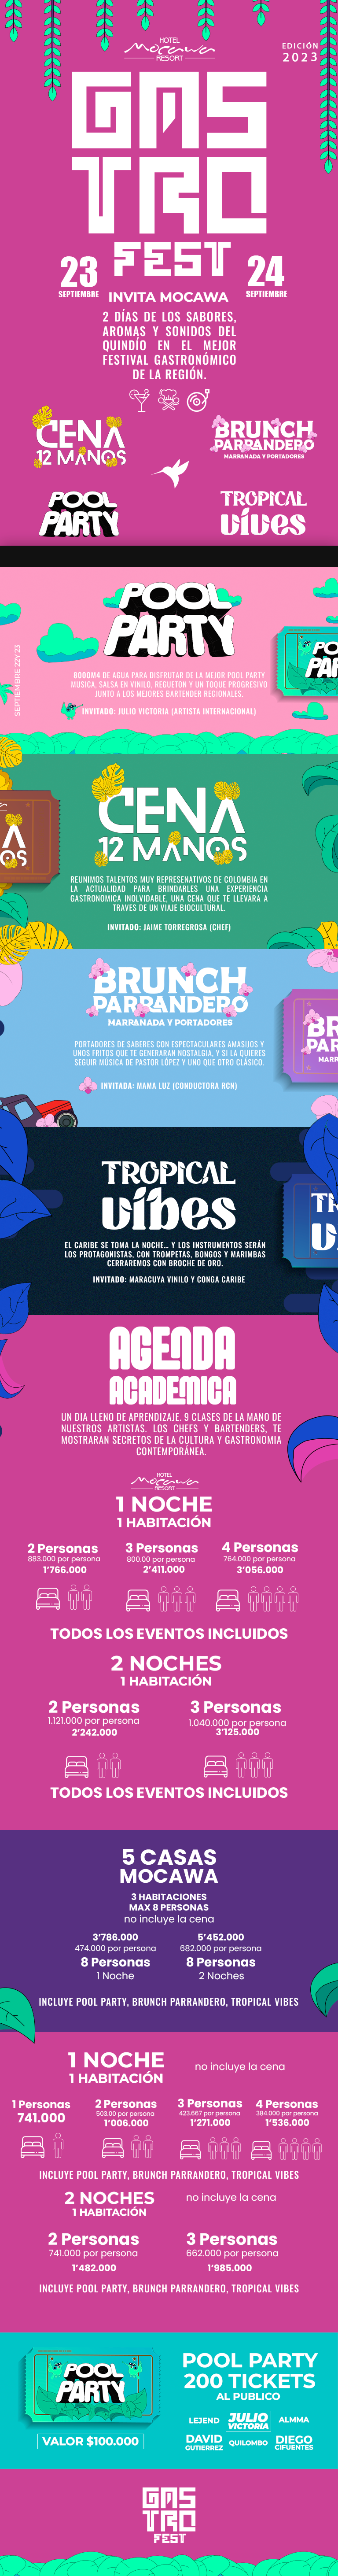 HOTEL
Mocawa
RESORT
EDICIÓN
2023
GAS
TRO
FEST
23
SEPTIEMBRE
24
SEPTIEMBRE
INVITA MOCAWA
2 DÍAS DE LOS SABORES,
AROMAS Y SONIDOS DEL
QUINDÍO EN EL MEJOR
FESTIVAL GASTRONÓMICO
DE LA REGIÓN.
CENA
12 MANOS
BRUNCH
PARRANDERO
MARRANADA Y PORTADORES
POOL
PARTY
TROPICAL
vibes
POOL
PARTY
SEPTIEMBRE 22Y 23
800OM4 DE AGUA PARA DISFRUTAR DE LA MEJOR POOL PARTY
MUSICA, SALSA EN VINILO, REGUETON Y UN TOQUE PROGRESIVO
JUNTO A LOS MEJORES BARTENDER REGIONALES.
INVITADO: JULIO VICTORIA (ARTISTA INTERNACIONAL)
PO
PA
CENA
12 MANOS
A
OS
REUNIMOS TALENTOS MUY REPRESENATIVOS DE COLOMBIA EN
LA ACTUALIDAD PARA BRINDARLES UNA EXPERIENCIA
GASTRONOMICA INOLVIDABLE, UNA CENA QUE TE LLEVARA A
TRAVES DE UN VIAJE BIOCULTURAL.
INVITADO: JAIME TORREGROSA (CHEF)
BRUNCH
PARRANDERO
MARRANADA Y PORTADORES
BR
PAR
MARR
PORTADORES DE SABERES CON ESPECTACULARES AMASIJOS Y
UNOS FRITOS QUE TE GENERARAN NOSTALGIA, Y SI LA QUIERES
SEGUIR MÚSICA DE PASTOR LÓPEZ Y UNO QUE OTRO CLÁSICO.
INVITADA: MAMA LUZ (CONDUCTORA RCN)
TROPICAL
vibes
EL CARIBE SE TOMA LA NOCHE... Y LOS INSTRUMENTOS SERÁN
LOS PROTAGONISTAS, CON TROMPETAS, BONGOS Y MARIMBAS
CERRAREMOS CON BROCHE DE ORO.
INVITADO: MARACUYA VINILO Y CONGA CARIBE
AGENDA
ACADEMICA
UN DIA LLENO DE APRENDIZAJE. 9 CLASES DE LA MANO DE
NUESTROS ARTISTAS. LOS CHEFS Y BARTENDERS, TE
MOSTRARAN SECRETOS DE LA CULTURA Y GASTRONOMIA
CONTEMPORÁNEA.
HOTEL
Mocawa
RESORT
1 NOCHE
1 HABITACIÓN
2 Personas
883.000 por persona
1'766.000
3 Personas
800.00 por persona
2'411.000
4 Personas
764.000 por persona
3'056.000
TODOS LOS EVENTOS INCLUIDOS
2 NOCHES
1 HABITACIÓN
2 Personas
1.121.000 por persona
2'242.000
3 Personas
1.040.000 por persona
3'125.000
TODOS LOS EVENTOS INCLUIDOS
5 CASAS
MOCAWA
3 HABITACIONES
MAX 8 PERSONAS
no incluye la cena
3'786.000
474.000 por persona
8 Personas
1 Noche
5'452.000
682.000 por persona
8 Personas
2 Noches
INCLUYE POOL PARTY, BRUNCH PARRANDERO, TROPICAL VIBES
1 NOCHE
1 HABITACIÓN
no incluye la cena
1 Personas
741.000
2 Personas
503.00 por persona
1'006.000
3 Personas
423.667 por persona
1'271.000
4 Personas
384.000 por persona
1'536.000
INCLUYE POOL PARTY, BRUNCH PARRANDERO, TROPICAL VIBES
2 NOCHES
1 HABITACIÓN
no incluye la cena
2 Personas
741.000 por persona
1'482.000
3 Personas
662.000 por persona
1'985.000
INCLUYE POOL PARTY, BRUNCH PARRANDERO, TROPICAL VIBES
POOL
PARTY
VALOR $100.000
POOL PARTY
200 TICKETS
AL PUBLICO
LEJEND
JULIO
VICTORIA
ALMMA
DAVID
GUTIERREZ
QUILOMBO
DIEGO
CIFUENTES
GAS
TRO
FEST